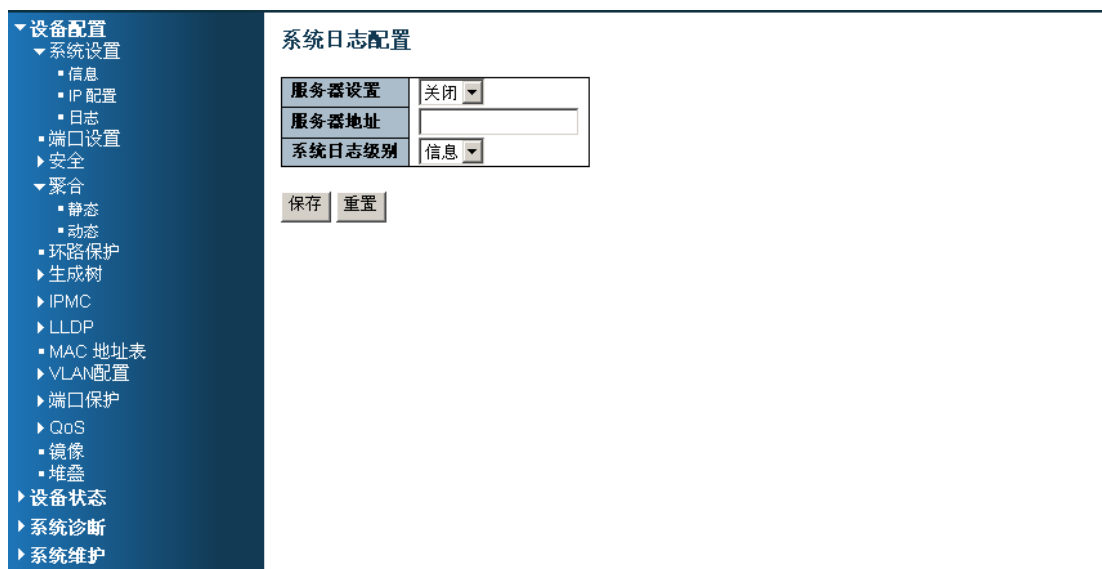 设备配置
系统设置
信息
IP 配置
日志
端口设置
安全
聚合
静态
动态
环路保护
生成树
IPMC
LLDP
MAC 地址表
VLAN配置
端口保护
QoS
镜像
堆叠
设备状态
系统诊断
系统维护
系统日志配置
服务器设置 关闭
服务器地址
系统日志级别 信息
保存 重置